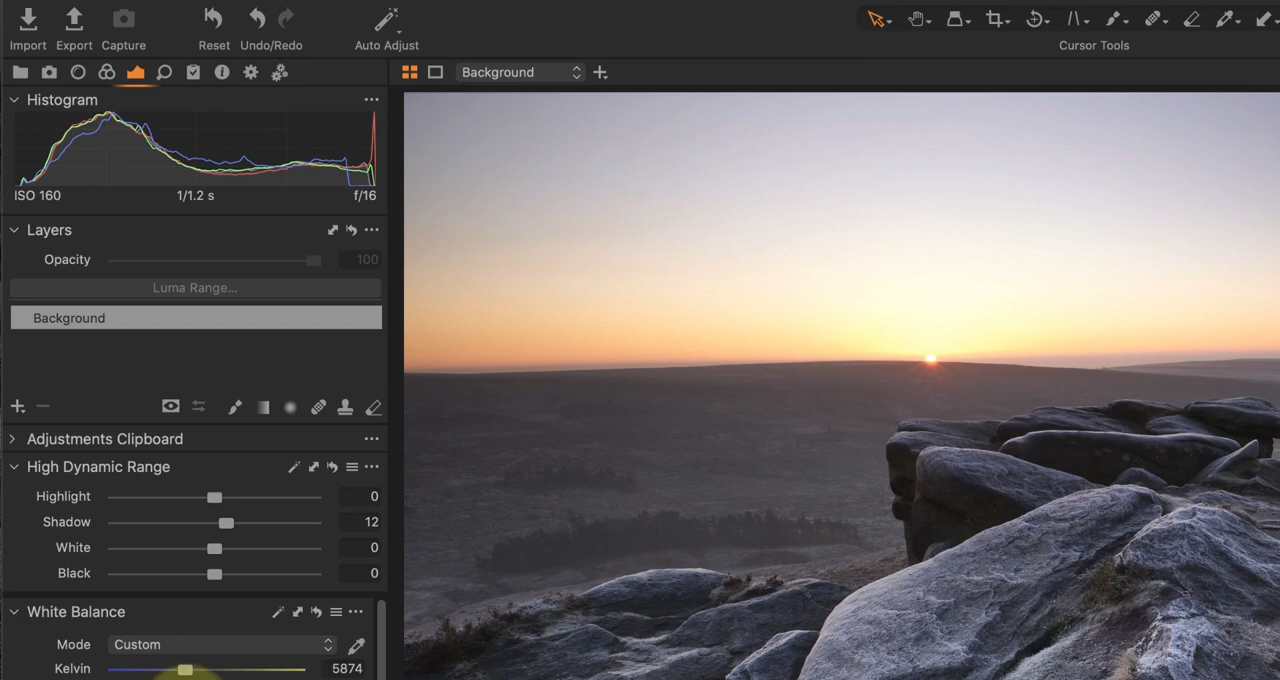 Import Export Capture Reset Undo/Redo Auto Adjust Cursor Tools
Background
Histogram
ISO 160 1/1.2 s f/16
Layers
Opacity 100
Luma Range...
Background
Adjustments Clipboard
High Dynamic Range
Highlight 0
Shadow 12
White 0
Black 0
White Balance
Mode Custom
Kelvin 5874